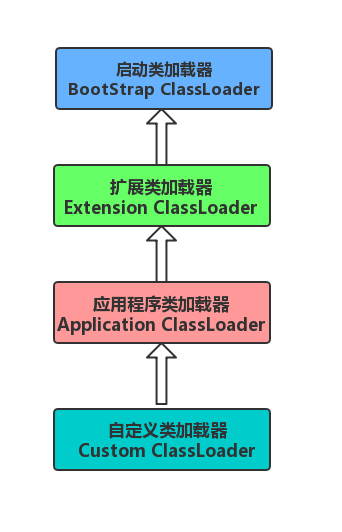 启动类加载器
BootStrap ClassLoader
扩展类加载器
Extension ClassLoader
应用程序类加载器
Application ClassLoader
自定义类加载器
Custom ClassLoader